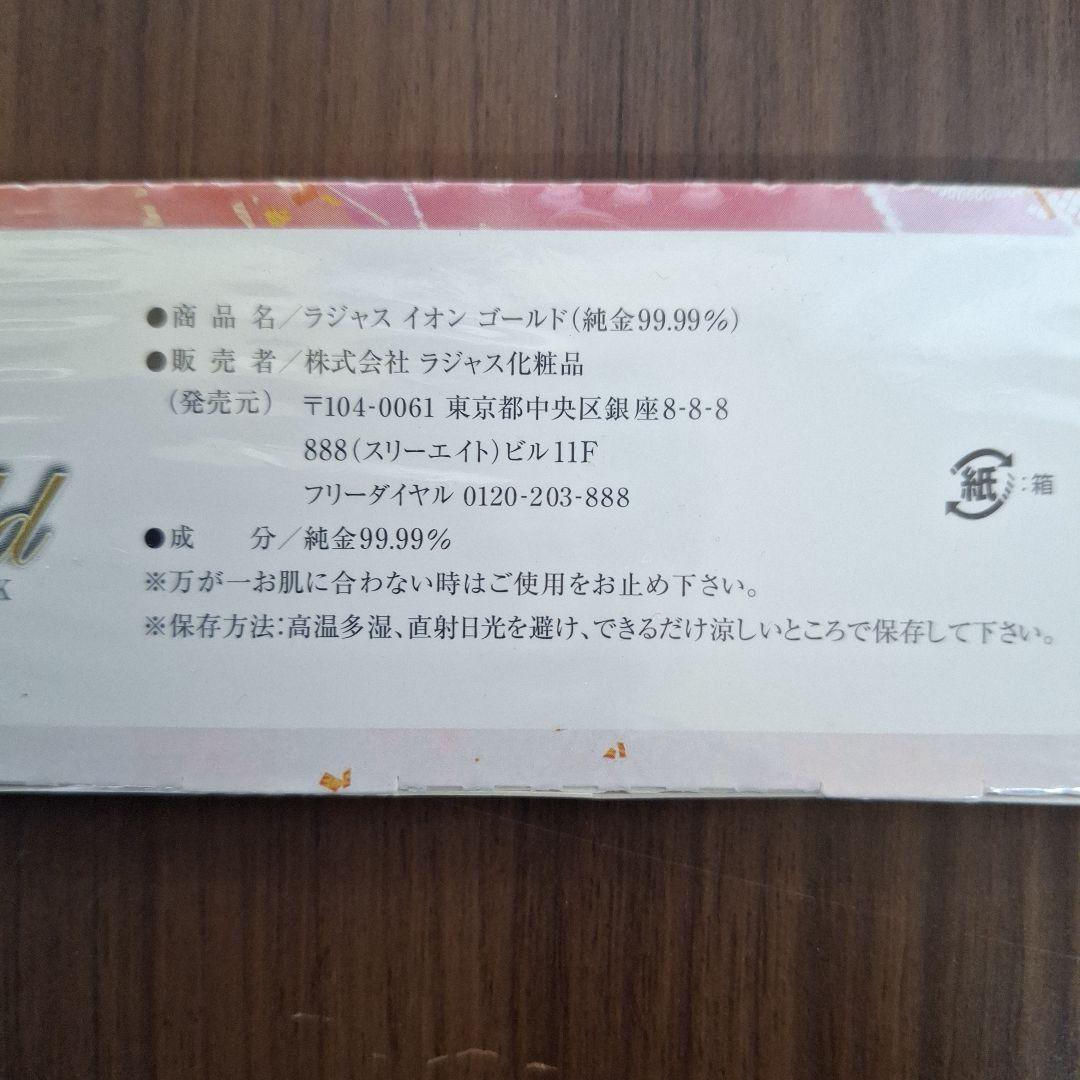 ●商品名／ラジャス イオン ゴールド(純金99.99%)
●販売者／株式会社 ラジャス化粧品
(発売元) 〒104-0061 東京都中央区銀座8-8-8
888(スリーエイト)ビル11F
フリーダイヤル 0120-203-888
●成 分／純金99.99%
※万が一お肌に合わない時はご使用をお止め下さい。
※保存方法:高温多湿、直射日光を避け、できるだけ涼しいところで保存して下さい。
紙:箱
ld
X